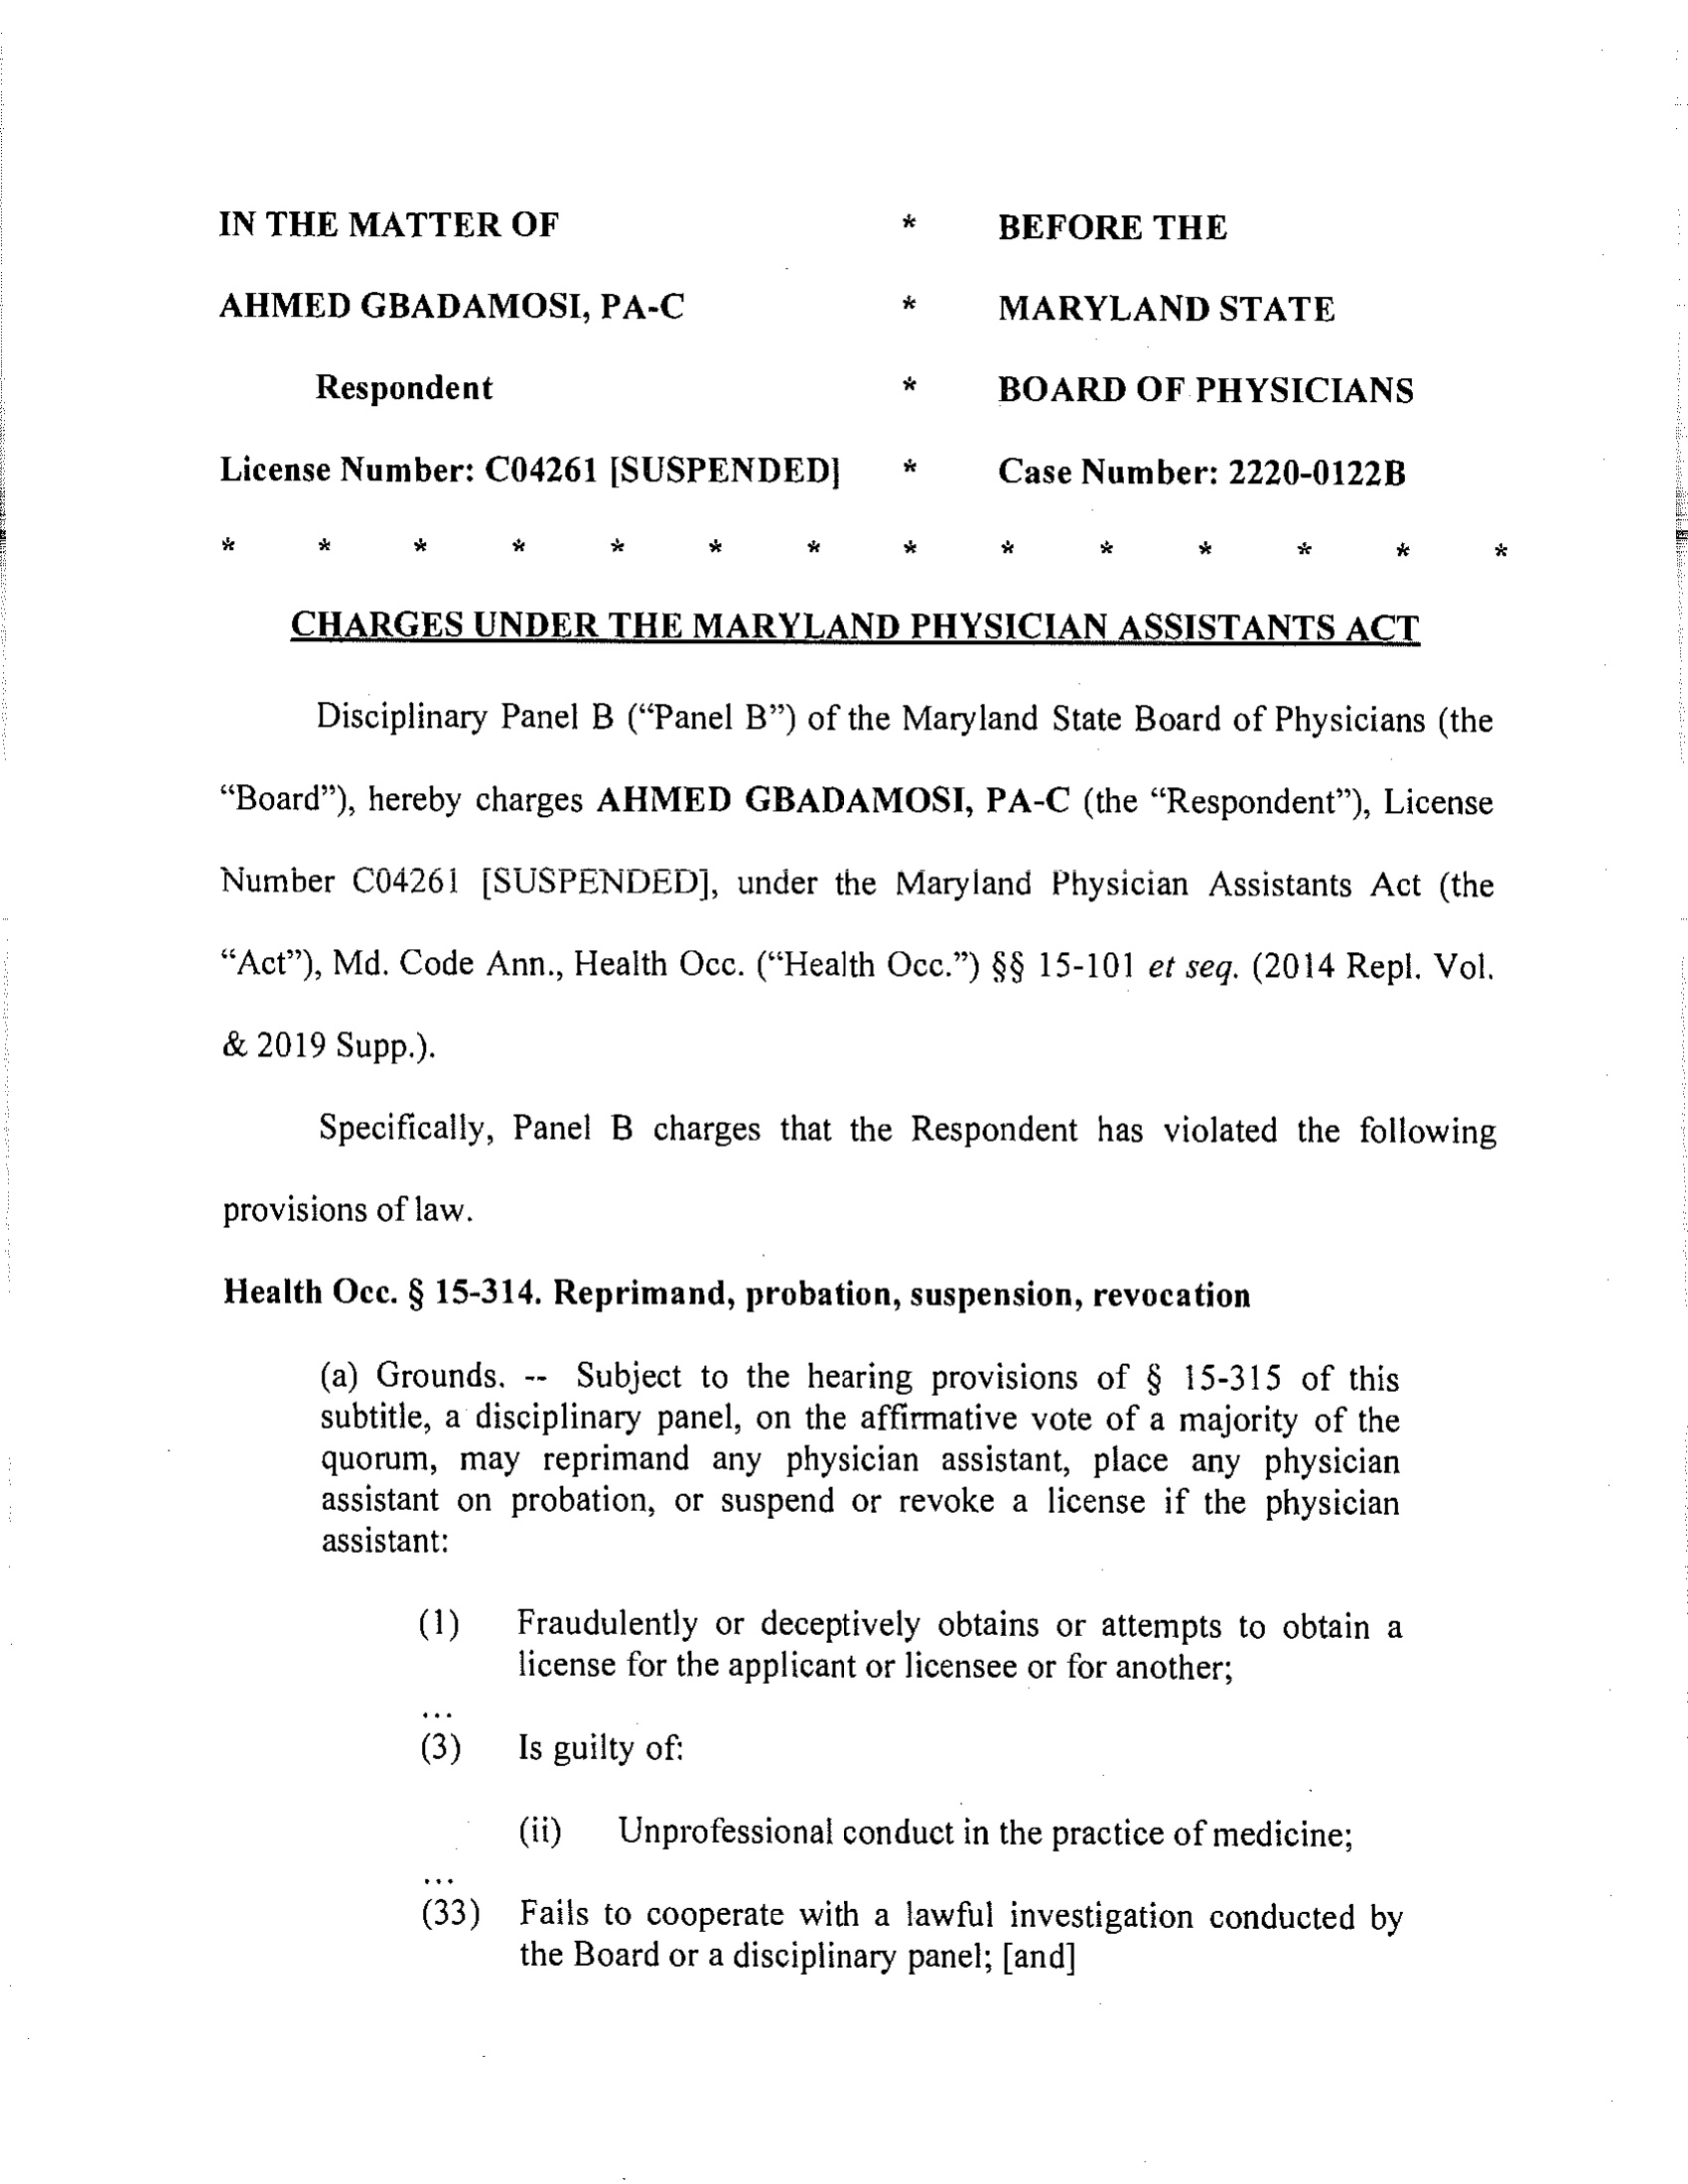 IN THE MATTER OF * BEFORE THE
AHMED GBADAMOSI, PA-C * MARYLAND STATE
Respondent * BOARD OF PHYSICIANS
License Number: C04261 [SUSPENDED] * Case Number: 2220-0122B
* * * * * * * * * * * * * *
CHARGES UNDER THE MARYLAND PHYSICIAN ASSISTANTS ACT
Disciplinary Panel B (“Panel B”) of the Maryland State Board of Physicians (the
“Board”), hereby charges AHMED GBADAMOSI, PA-C (the “Respondent”), License
Number C04261 [SUSPENDED], under the Maryland Physician Assistants Act (the
“Act”), Md. Code Ann., Health Occ. (“Health Occ.”) §§ 15-101 et seq. (2014 Repl. Vol.
& 2019 Supp.).
Specifically, Panel B charges that the Respondent has violated the following
provisions of law.
Health Occ. § 15-314. Reprimand, probation, suspension, revocation
(a) Grounds. -- Subject to the hearing provisions of § 15-315 of this
subtitle, a disciplinary panel, on the affirmative vote of a majority of the
quorum, may reprimand any physician assistant, place any physician
assistant on probation, or suspend or revoke a license if the physician
assistant:
(1) Fraudulently or deceptively obtains or attempts to obtain a
license for the applicant or licensee or for another;
...
(3) Is guilty of:
(ii) Unprofessional conduct in the practice of medicine;
...
(33) Fails to cooperate with a lawful investigation conducted by
the Board or a disciplinary panel; [and]